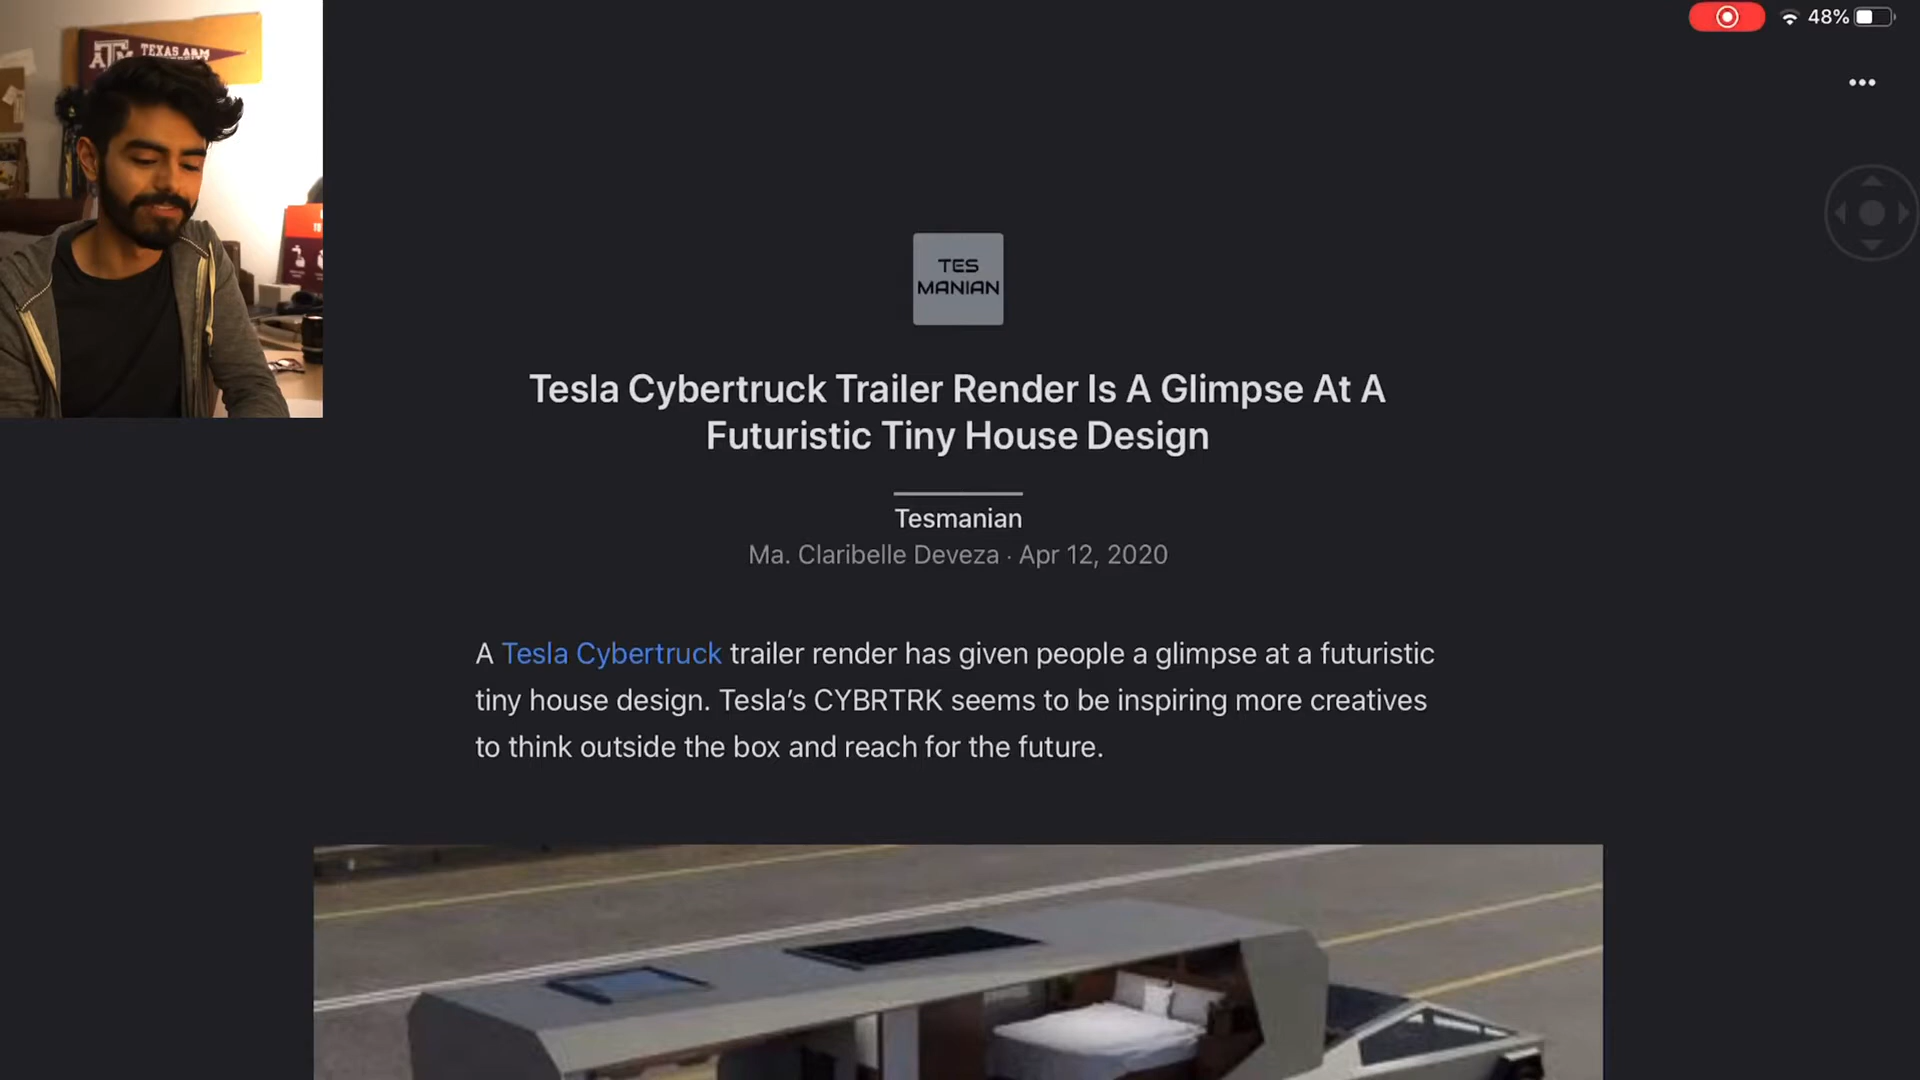 TEXAS A&M
48%
TES
MANIAN
Tesla Cybertruck Trailer Render Is A Glimpse At A
Futuristic Tiny House Design
Tesmanian
Ma. Claribelle Deveza · Apr 12, 2020
A Tesla Cybertruck trailer render has given people a glimpse at a futuristic
tiny house design. Tesla’s CYBRTRK seems to be inspiring more creatives
to think outside the box and reach for the future.